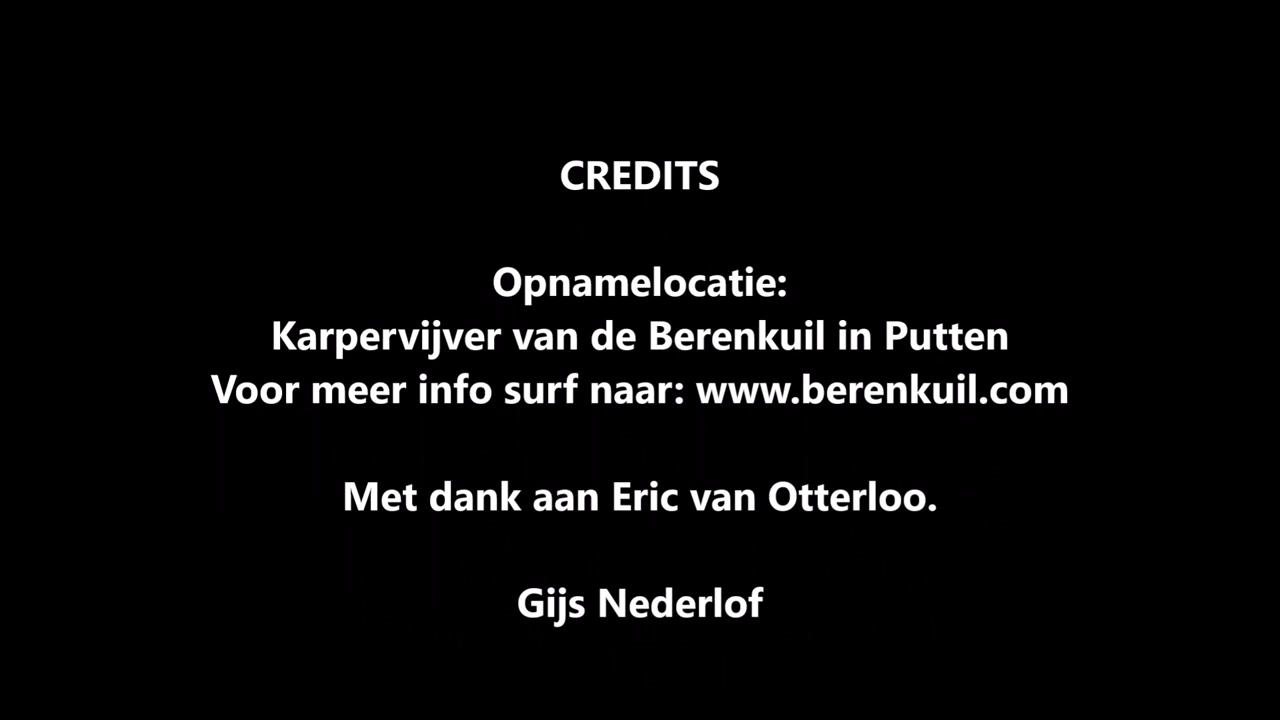 CREDITS
Opnamelocatie:
Karpervijver van de Berenkuil in Putten
Voor meer info surf naar: www.berenkuil.com
Met dank aan Eric van Otterloo.
Gijs Nederlof